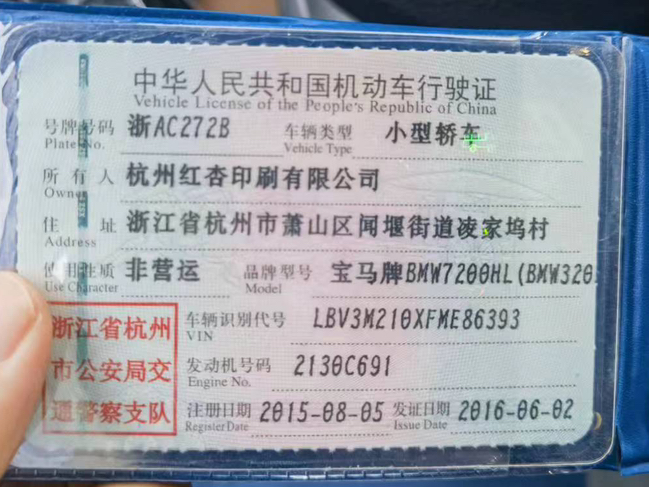 中华人民共和国机动车行驶证
Vehicle License of the People's Republic of China
号牌号码 浙AC272B 车辆类型 小型轿车
Plate No. Vehicle Type
所有人 杭州红杏印刷有限公司
Owner
住址 浙江省杭州市萧山区闻堰街道凌家坞村
Address
使用性质 非营运 品牌型号 宝马牌BMW7200HL(BMW320
Use Character Model
浙江省杭州
市公安局交
通警察支队
车辆识别代号 LBV3M210XFME86393
VIN
发动机号码 2130C691
Engine No.
注册日期 2015-08-05 发证日期 2016-06-02
Register Date Issue Date